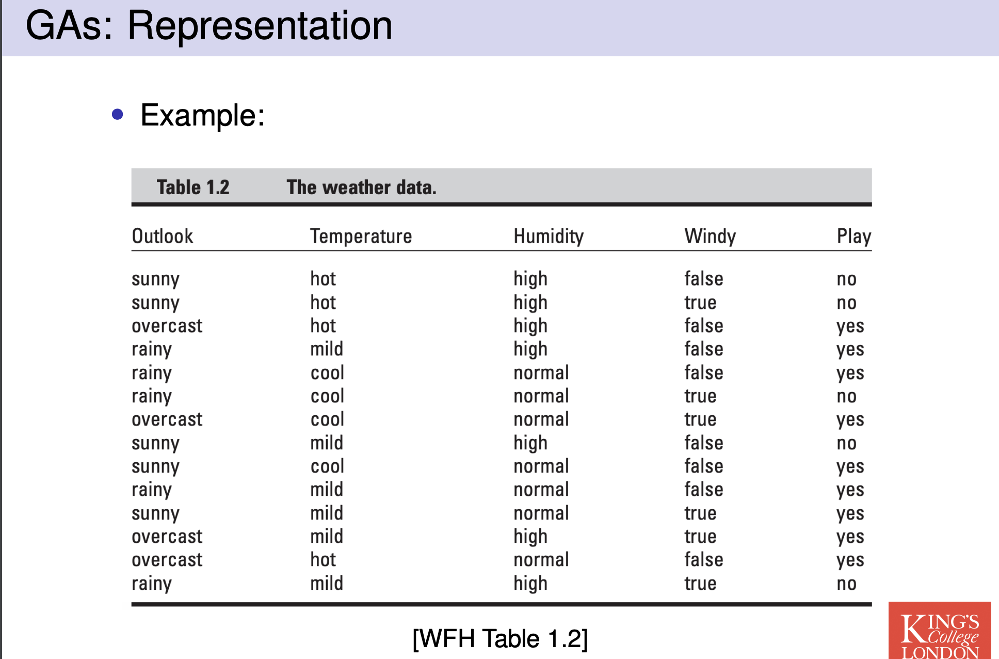 GAs: Representation
• Example:
Table 1.2 The weather data.
Outlook Temperature Humidity Windy Play
sunny hot high false no
sunny hot high true no
overcast hot high false yes
rainy mild high false yes
rainy cool normal false yes
rainy cool normal true no
overcast cool normal true yes
sunny mild high false no
sunny cool normal false yes
rainy mild normal false yes
sunny mild normal true yes
overcast mild high true yes
overcast hot normal false yes
rainy mild high true no
[WFH Table 1.2]
KING'S
College
LONDON